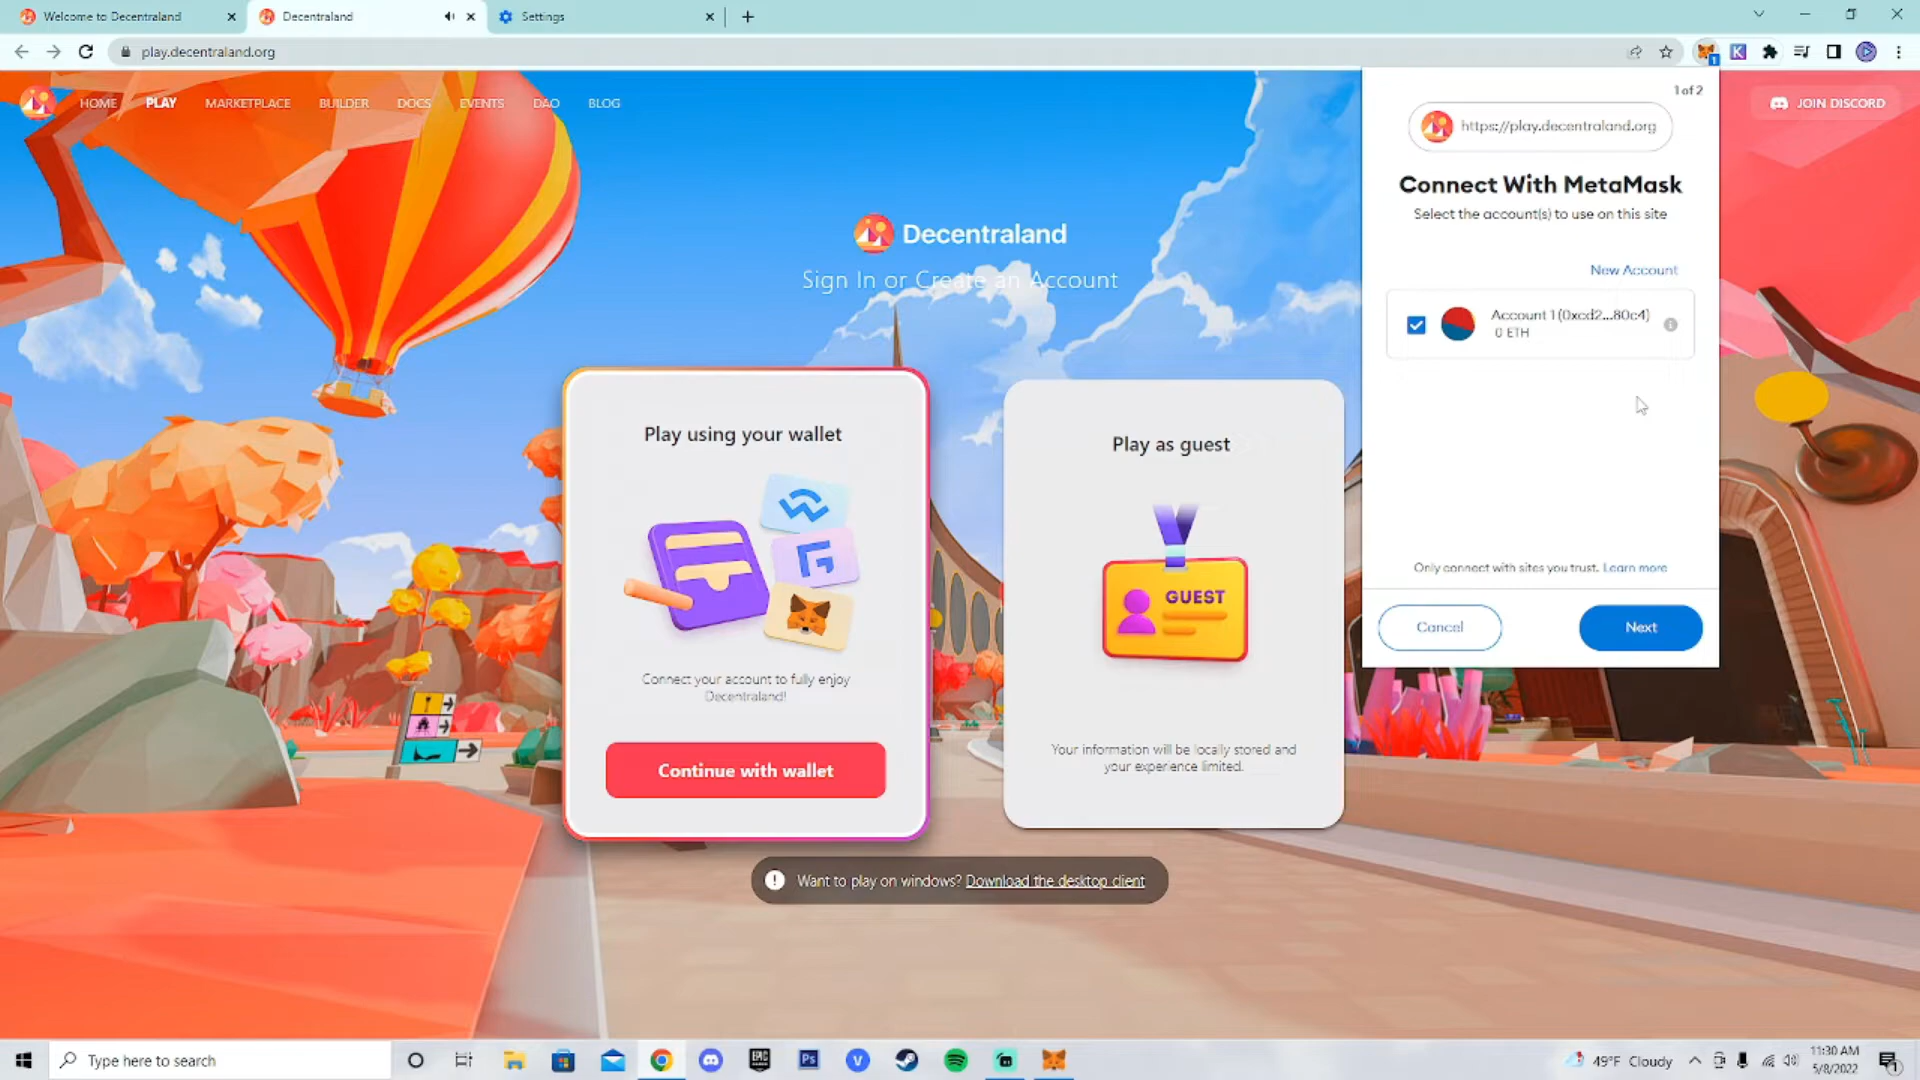 Welcome to Decentraland
Decentraland
Settings
play.decentraland.org
HOME
PLAY
MARKETPLACE
BUILDER
DOCS
EVENTS
DAO
BLOG
JOIN DISCORD
1 of 2
https://play.decentraland.org
Connect With MetaMask
Select the account(s) to use on this site
New Account
Account 1 (0xcd2...80c4)
0 ETH
Only connect with sites you trust. Learn more
Cancel
Next
Decentraland
Sign In or Create an Account
Play using your wallet
Connect your account to fully enjoy
Decentraland!
Continue with wallet
Play as guest
GUEST
Your information will be locally stored and
your experience limited.
Want to play on windows? Download the desktop client
Type here to search
EPIC
Ps
V
49°F Cloudy
11:30 AM
5/8/2022
1
K
1